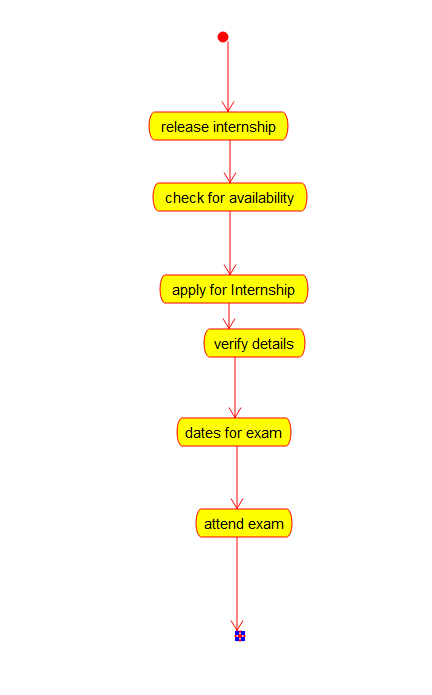 release internship
check for availability
apply for Internship
verify details
dates for exam
attend exam